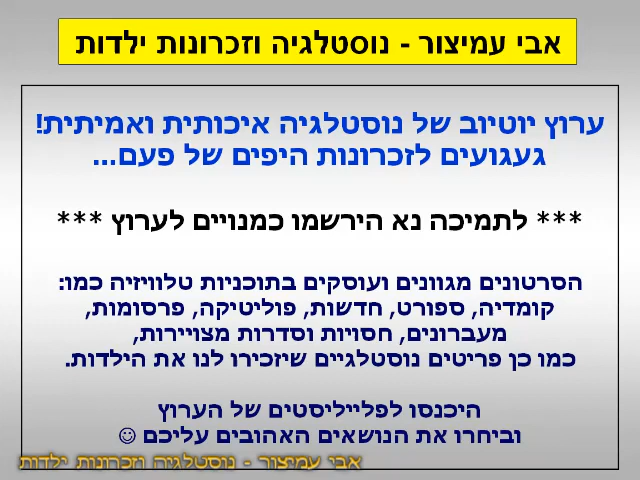 אבי עמיצור - נוסטלגיה וזכרונות ילדות
ערוץ יוטיוב של נוסטלגיה איכותית ואמיתית!
געגועים לזכרונות היפים של פעם...
*** לתמיכה נא הירשמו כמנויים לערוץ ***
הסרטונים מגוונים ועוסקים בתוכניות טלוויזיה כמו:
קומדיה, ספורט, חדשות, פוליטיקה, פרסומות,
מעברונים, חסויות וסדרות מצויירות,
כמו כן פריטים נוסטלגיים שיזכירו לנו את הילדות.
היכנסו לפלייליסטים של הערוץ
וביחרו את הנושאים האהובים עליכם ☺
אבי עמיצור - נוסטלגיה וזכרונות ילדות